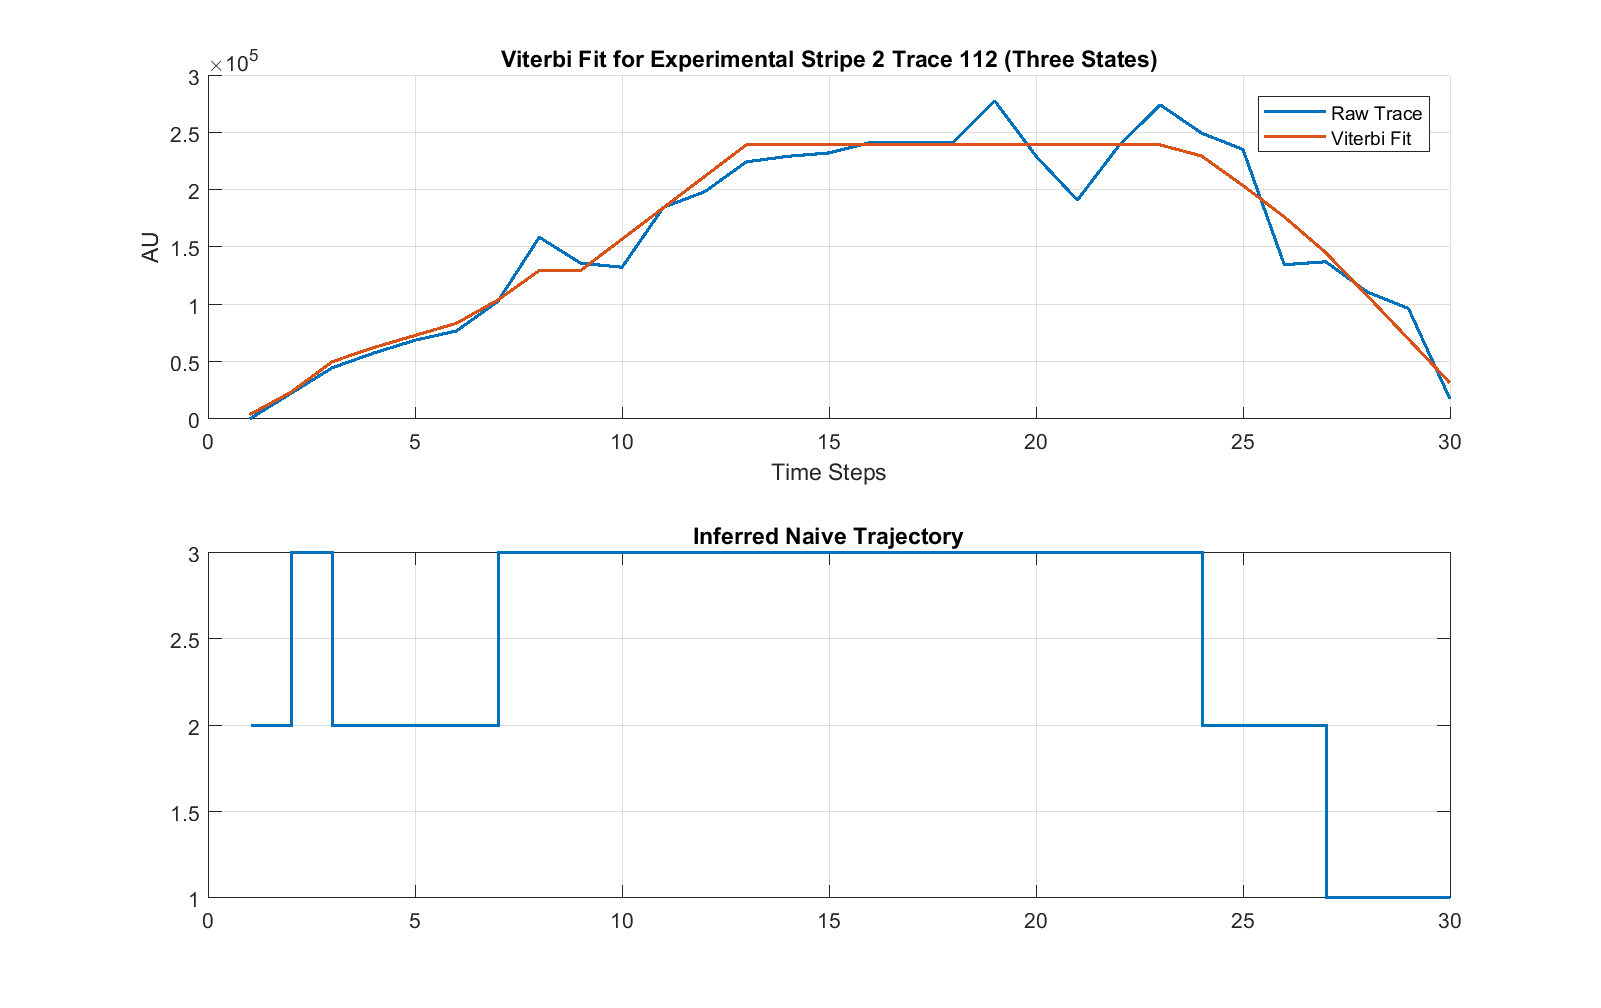 Viterbi Fit for Experimental Stripe 2 Trace 112 (Three States)
×10^5
3
2.5
2
1.5
1
0.5
0
AU
Raw Trace
Viterbi Fit
0 5 10 15 20 25 30
Time Steps
Inferred Naive Trajectory
3
2.5
2
1.5
1
0 5 10 15 20 25 30